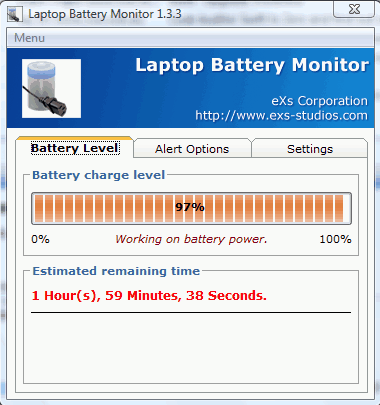 Laptop Battery Monitor 1.3.3
Menu
Laptop Battery Monitor
eXs Corporation
http://www.exs-studios.com
Battery Level
Alert Options
Settings
Battery charge level
97%
0%
Working on battery power.
100%
Estimated remaining time
1 Hour(s), 59 Minutes, 38 Seconds.